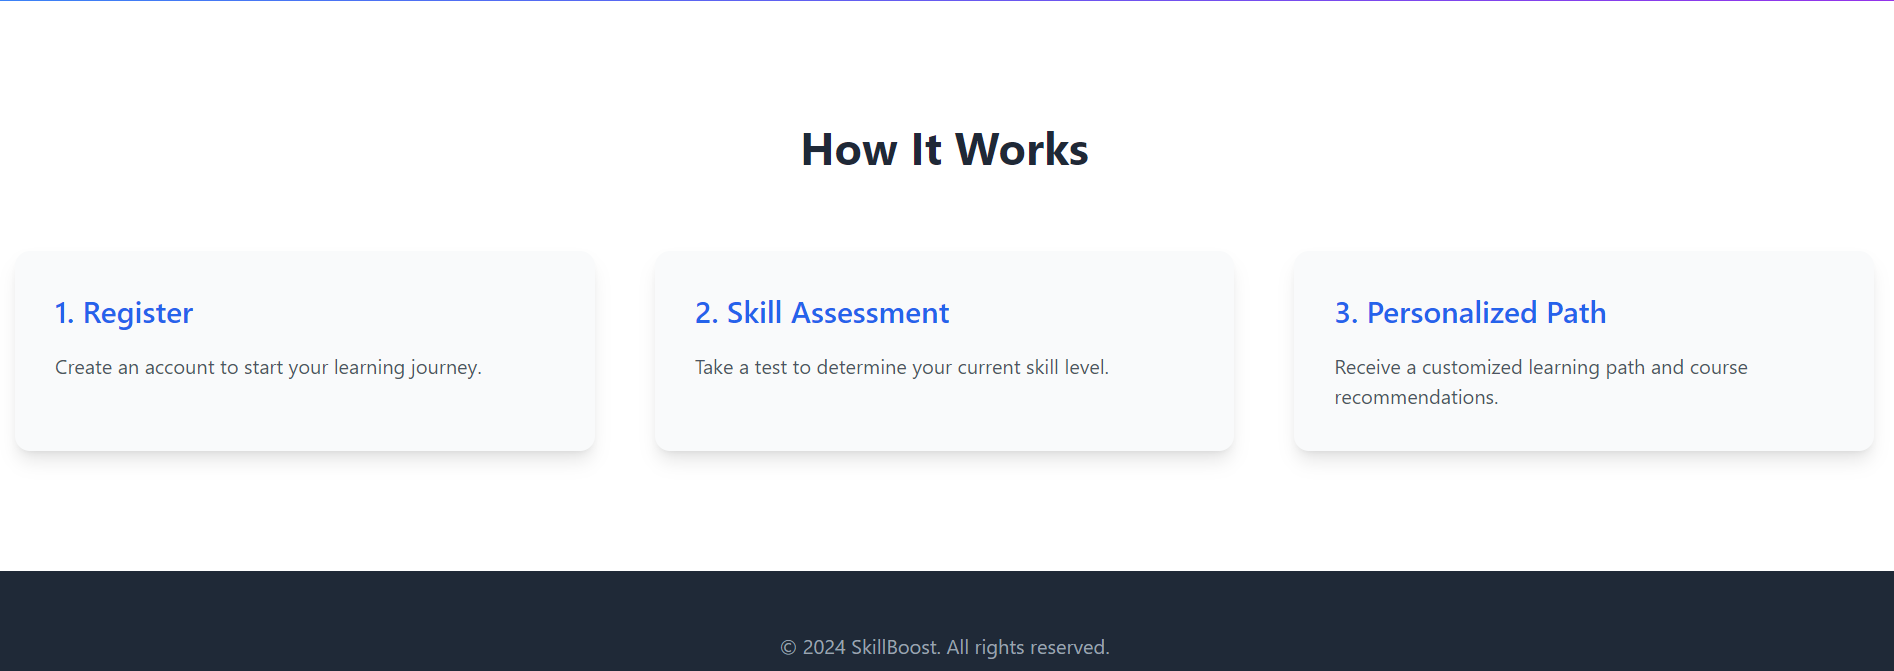 How It Works
1. Register
Create an account to start your learning journey.
2. Skill Assessment
Take a test to determine your current skill level.
3. Personalized Path
Receive a customized learning path and course
recommendations.
© 2024 SkillBoost. All rights reserved.